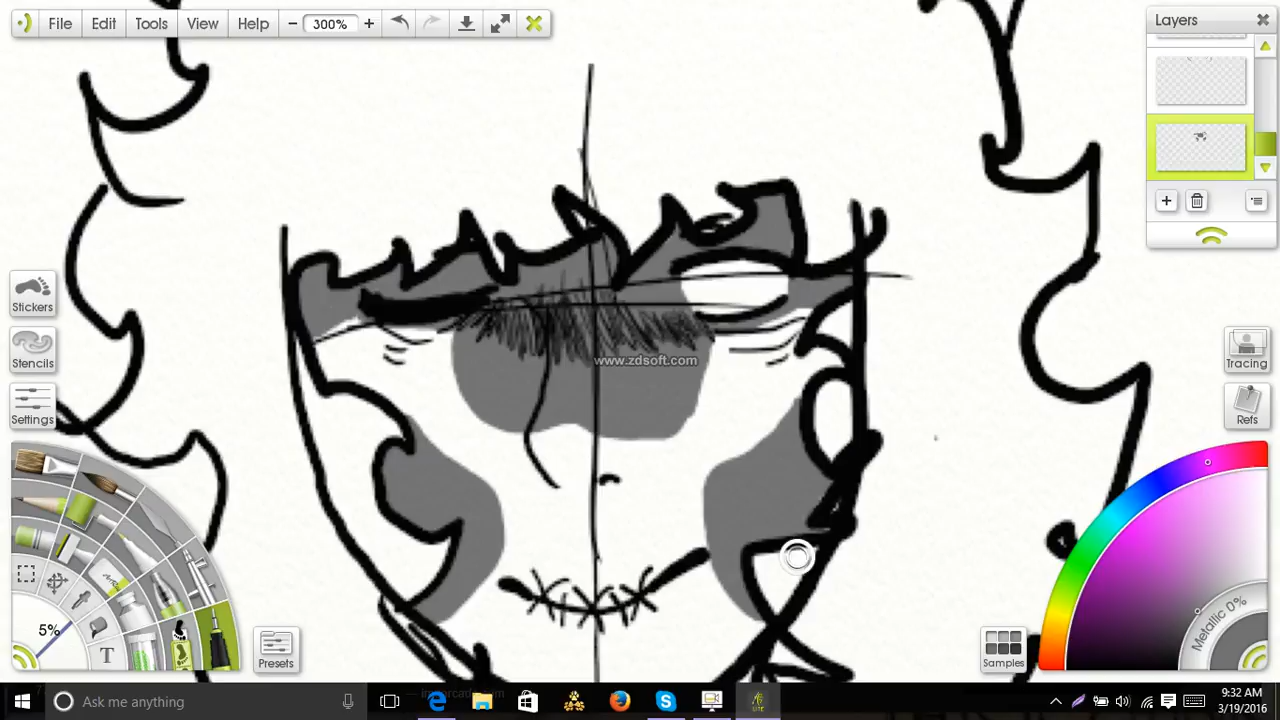 File Edit Tools View Help 300%
Layers
Stickers
Stencils
Settings
www.zdsoft.com
Tracing
Refs
Metallic 0%
5%
T
Presets
Samples
Ask me anything
9:32 AM
3/19/2016